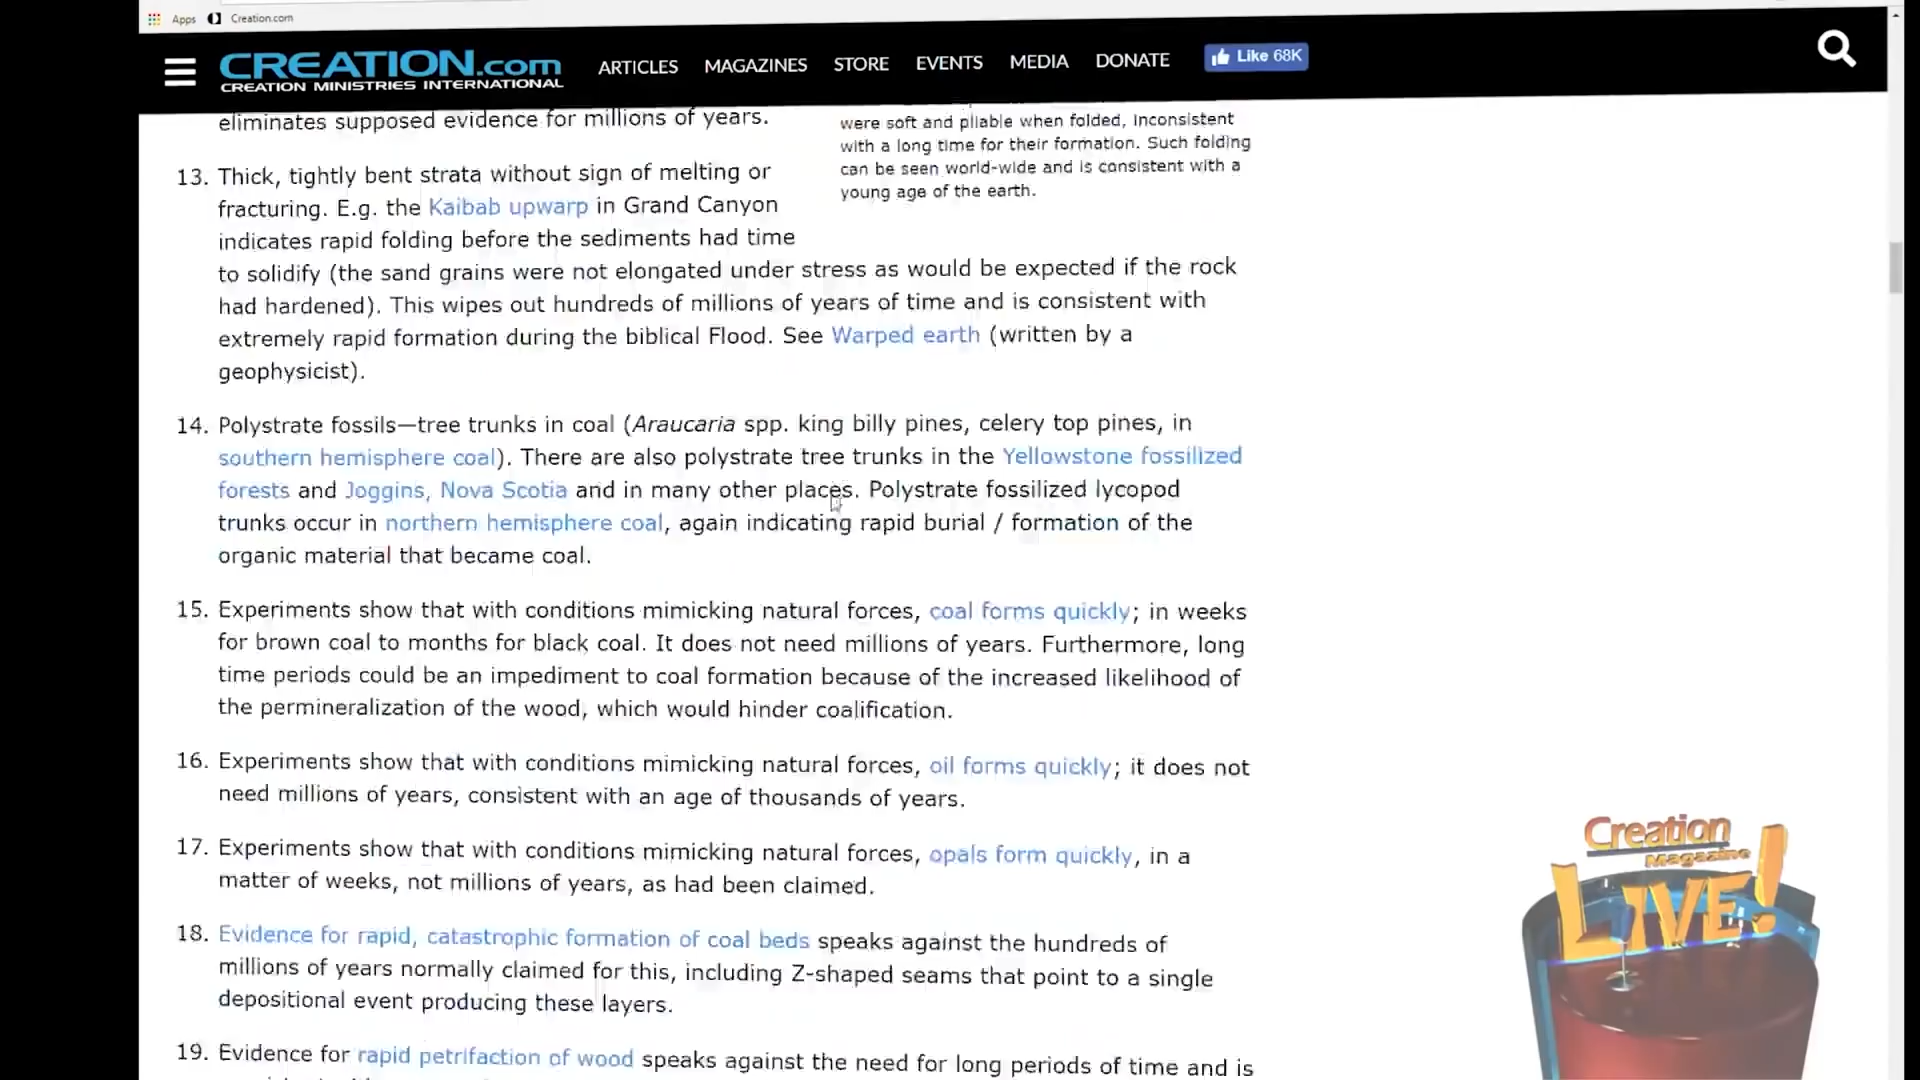 Apps Creation.com
CREATION.com
CREATION MINISTRIES INTERNATIONAL
ARTICLES MAGAZINES STORE EVENTS MEDIA DONATE
Like 68K
eliminates supposed evidence for millions of years.
were soft and pliable when folded, inconsistent
with a long time for their formation. Such folding
can be seen world-wide and is consistent with a
young age of the earth.
13. Thick, tightly bent strata without sign of melting or
fracturing. E.g. the Kaibab upwarp in Grand Canyon
indicates rapid folding before the sediments had time
to solidify (the sand grains were not elongated under stress as would be expected if the rock
had hardened). This wipes out hundreds of millions of years of time and is consistent with
extremely rapid formation during the biblical Flood. See Warped earth (written by a
geophysicist).
14. Polystrate fossils—tree trunks in coal (Araucaria spp. king billy pines, celery top pines, in
southern hemisphere coal). There are also polystrate tree trunks in the Yellowstone fossilized
forests and Joggins, Nova Scotia and in many other places. Polystrate fossilized lycopod
trunks occur in northern hemisphere coal, again indicating rapid burial / formation of the
organic material that became coal.
15. Experiments show that with conditions mimicking natural forces, coal forms quickly; in weeks
for brown coal to months for black coal. It does not need millions of years. Furthermore, long
time periods could be an impediment to coal formation because of the increased likelihood of
the permineralization of the wood, which would hinder coalification.
16. Experiments show that with conditions mimicking natural forces, oil forms quickly; it does not
need millions of years, consistent with an age of thousands of years.
17. Experiments show that with conditions mimicking natural forces, opals form quickly, in a
matter of weeks, not millions of years, as had been claimed.
18. Evidence for rapid, catastrophic formation of coal beds speaks against the hundreds of
millions of years normally claimed for this, including Z-shaped seams that point to a single
depositional event producing these layers.
19. Evidence for rapid petrifaction of wood speaks against the need for long periods of time and is
Creation
Magazine
LIVE!